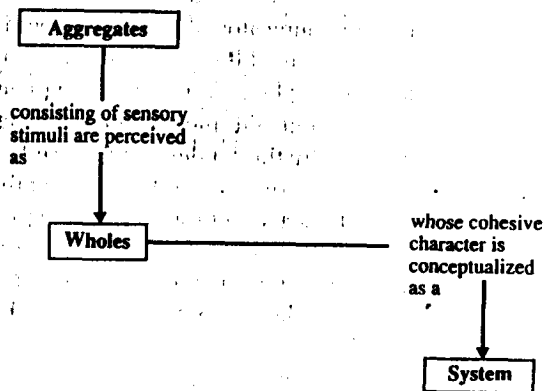 Aggregates
consisting of sensory
stimuli are perceived
as
Wholes
whose cohesive
character is
conceptualized
as a
System